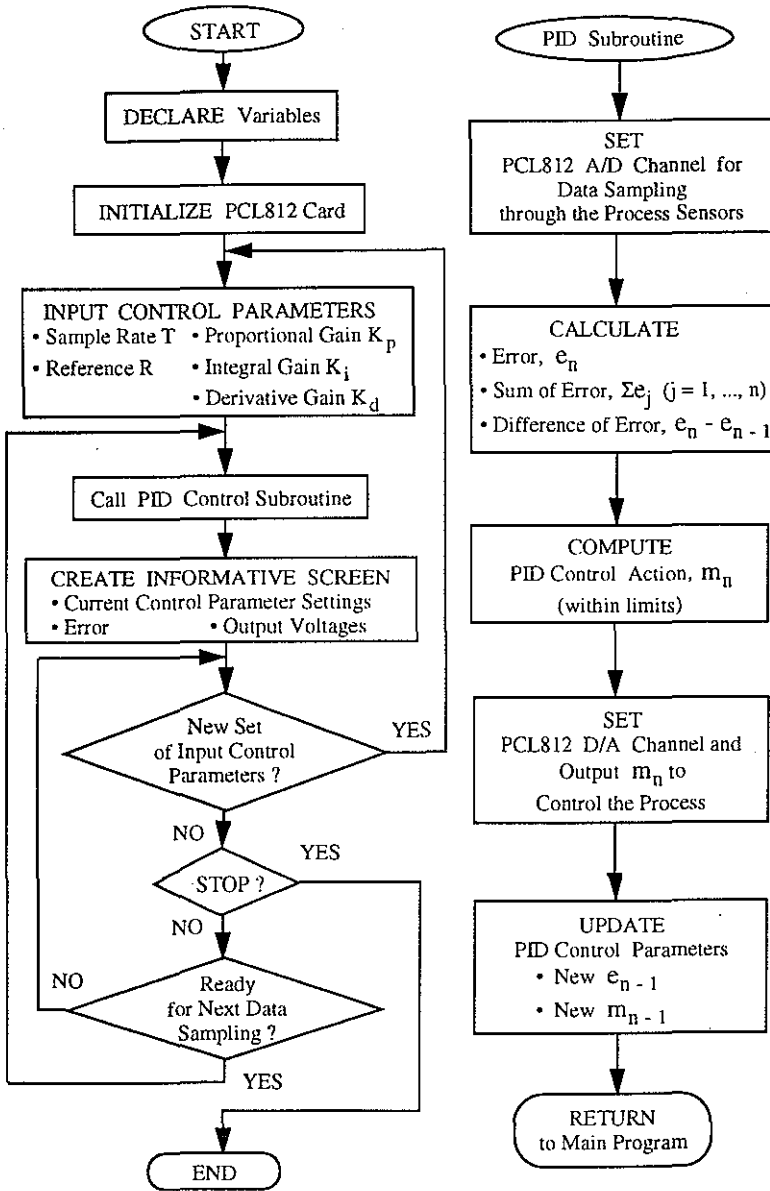 START
DECLARE Variables
INITIALIZE PCL812 Card
INPUT CONTROL PARAMETERS
• Sample Rate T • Proportional Gain Kp
• Reference R • Integral Gain Ki
• Derivative Gain Kd
Call PID Control Subroutine
CREATE INFORMATIVE SCREEN
• Current Control Parameter Settings
• Error • Output Voltages
New Set
of Input Control
Parameters ?
YES
NO
STOP ?
YES
NO
Ready
for Next Data
Sampling ?
NO
YES
END
PID Subroutine
SET
PCL812 A/D Channel for
Data Sampling
through the Process Sensors
CALCULATE
• Error, en
• Sum of Error, Σej (j = 1, ..., n)
• Difference of Error, en - en - 1
COMPUTE
PID Control Action, mn
(within limits)
SET
PCL812 D/A Channel and
Output mn to
Control the Process
UPDATE
PID Control Parameters
• New en - 1
• New mn - 1
RETURN
to Main Program